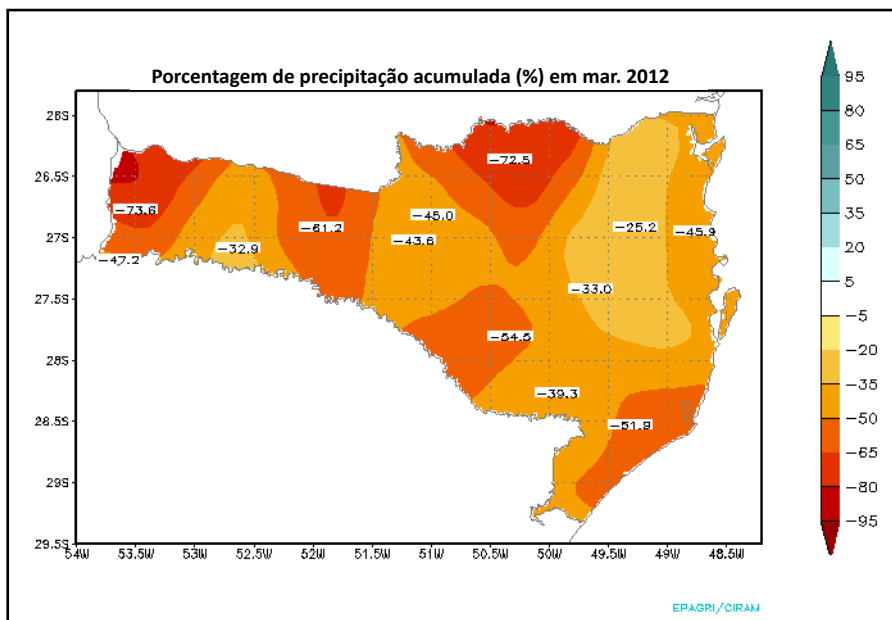 Porcentagem de precipitação acumulada (%) em mar. 2012
28S
26.5S
27S
27.5S
28S
28.5S
29S
29.5S
54W 53.5W 53W 52.5W 52W 51.5W 51W 50.5W 50W 49.5W 49W 48.5W
-72.5
-73.6
-45.0
-61.2
-25.2
-45.9
-43.6
-32.9
-47.2
-33.0
-54.5
-39.3
-51.9
95
80
65
50
35
20
5
-5
-20
-35
-50
-65
-80
-95
EPAGRI/CIRAM